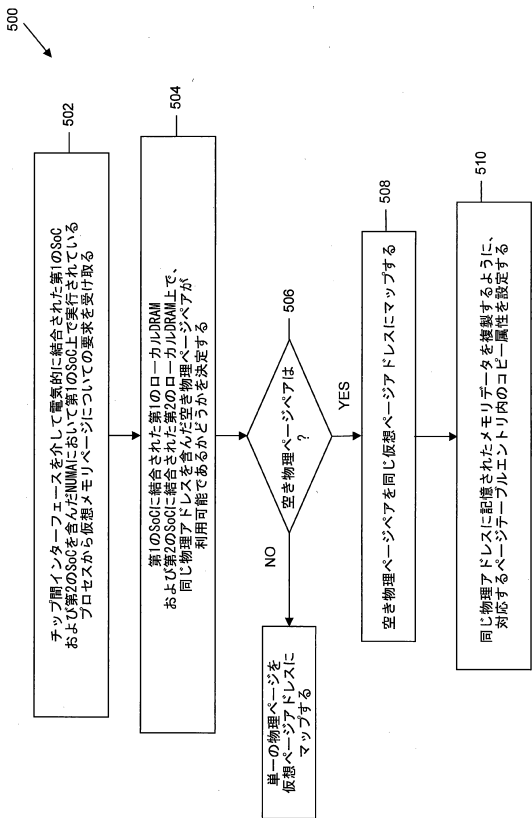 500
502
チップ間インターフェースを介して電気的に結合された第1のSoC
および第2のSoCを含んだNUMAにおいて第1のSoC上で実行されている
プロセスから仮想メモリページについての要求を受け取る
504
第1のSoCに結合された第1のローカルDRAM
および第2のSoCに結合された第2のローカルDRAM上で、
同じ物理アドレスを含んだ空き物理ページペアが
利用可能であるかどうかを決定する
506
空き物理ページペアは
?
NO
YES
単一の物理ページを
仮想ページアドレスに
マップする
508
空き物理ページペアを同じ仮想ページアドレスにマップする
510
同じ物理アドレスに記憶されたメモリデータを複製するように、
対応するページテーブルエントリ内のコピー属性を設定する